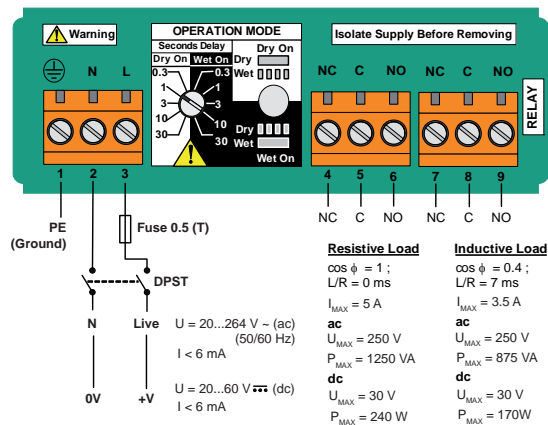 Warning
OPERATION MODE
Isolate Supply Before Removing
Seconds Delay
Dry On Wet On
Dry On
Dry
Wet
0.3 0.3
1 1
3 3
10 10
30 30
Dry
Wet
Wet On
N L
NC C NO NC C NO
RELAY
1 2 3 4 5 6 7 8 9
PE
(Ground)
NC C NO NC C NO
Fuse 0.5 (T)
DPST
N Live
U = 20...264 V ~ (ac)
(50/60 Hz)
I < 6 mA
0V +V
U = 20...60 V ⎓ (dc)
I < 6 mA
Resistive Load
cos ϕ = 1 ;
L/R = 0 ms
IMAX = 5 A
ac
UMAX = 250 V
PMAX = 1250 VA
dc
UMAX = 30 V
PMAX = 240 W
Inductive Load
cos ϕ = 0.4 ;
L/R = 7 ms
IMAX = 3.5 A
ac
UMAX = 250 V
PMAX = 875 VA
dc
UMAX = 30 V
PMAX = 170W